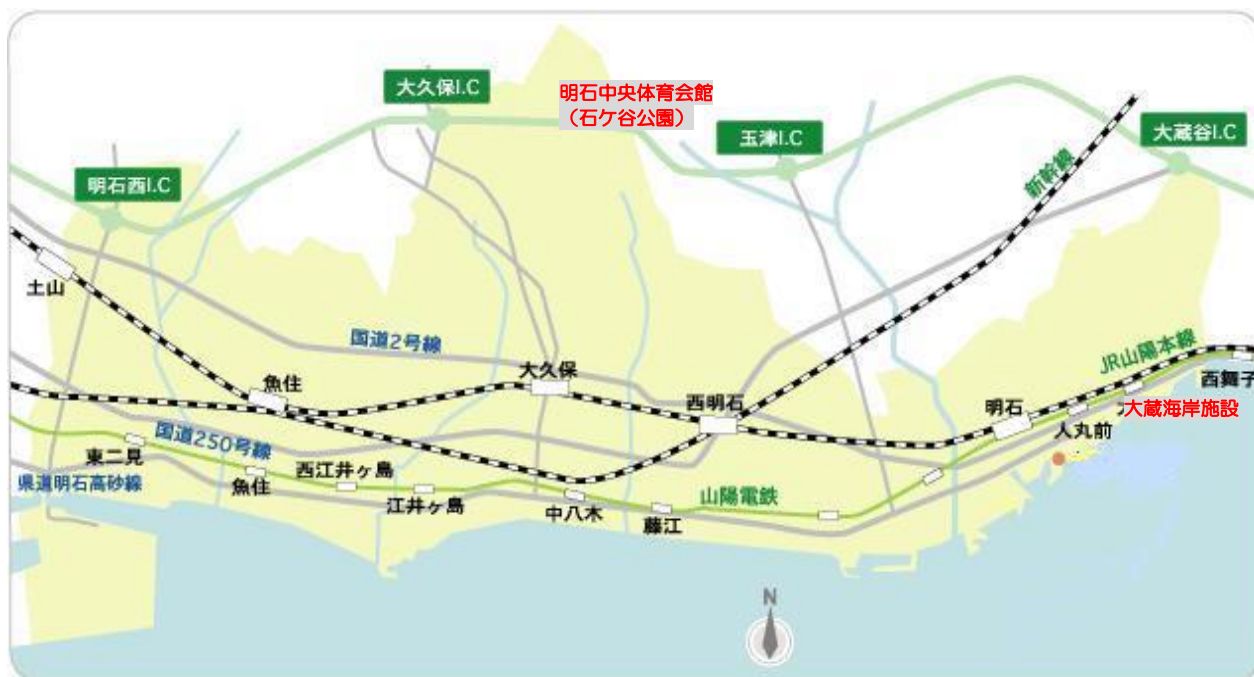 大久保I.C
明石中央体育会館
（石ケ谷公園）
玉津I.C
大蔵谷I.C
明石西I.C
新幹線
土山
国道2号線
大久保
魚住
西明石
明石
JR山陽本線
西舞子
大蔵海岸施設
人丸前
国道250号線
東二見
魚住
西江井ヶ島
県道明石高砂線
江井ヶ島
中八木
藤江
山陽電鉄
N